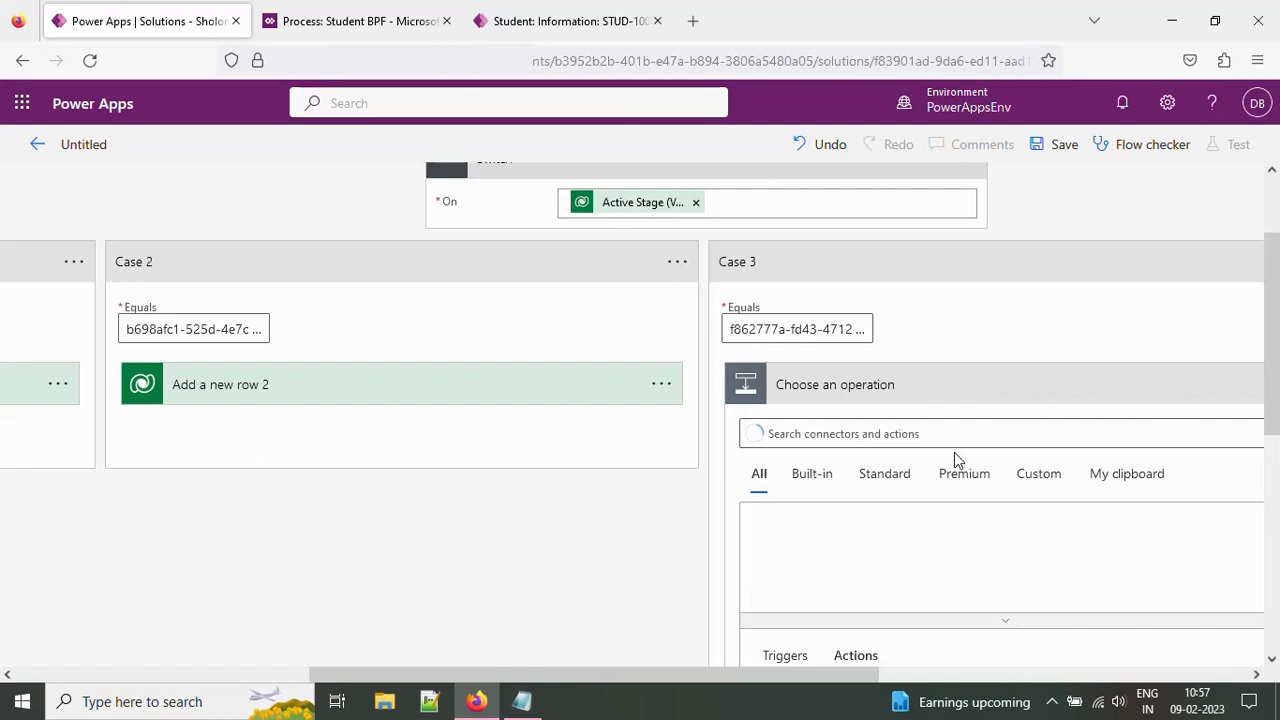 Power Apps | Solutions - Sholor
Process: Student BPF - Microsof
Student: Information: STUD-100
nts/b3952b2b-401b-e47a-b894-3806a5480a05/solutions/f83901ad-9da6-ed11-aad1
Power Apps
Search
Environment
PowerAppsEnv
DB
Untitled
Undo
Redo
Comments
Save
Flow checker
Test
* On
Active Stage (V...
Case 2
Case 3
* Equals
* Equals
b698afc1-525d-4e7c ...
f862777a-fd43-4712 ...
Add a new row 2
Choose an operation
Search connectors and actions
All
Built-in
Standard
Premium
Custom
My clipboard
Triggers
Actions
Type here to search
Earnings upcoming
ENG
IN
10:57
09-02-2023